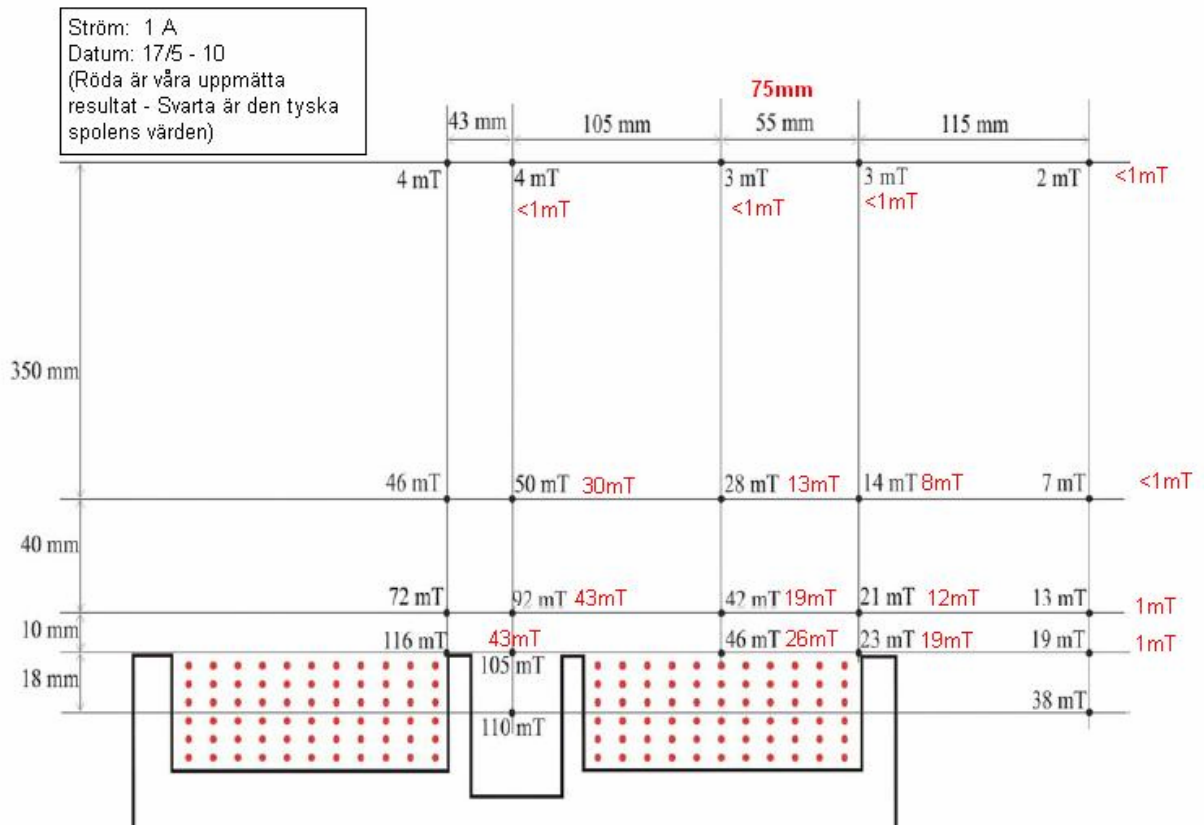 Ström: 1 A
Datum: 17/5 - 10
(Röda är våra uppmätta
resultat - Svarta är den tyska
spolens värden)
75mm
43 mm 105 mm 55 mm 115 mm
4 mT 4 mT 3 mT 3 mT 2 mT <1mT
<1mT <1mT <1mT
350 mm
46 mT 50 mT 30mT 28 mT 13mT 14 mT 8mT 7 mT <1mT
40 mm
72 mT 92 mT 43mT 42 mT 19mT 21 mT 12mT 13 mT 1mT
10 mm
116 mT 43mT 46 mT 26mT 23 mT 19mT 19 mT 1mT
105 mT
18 mm
38 mT
110 mT